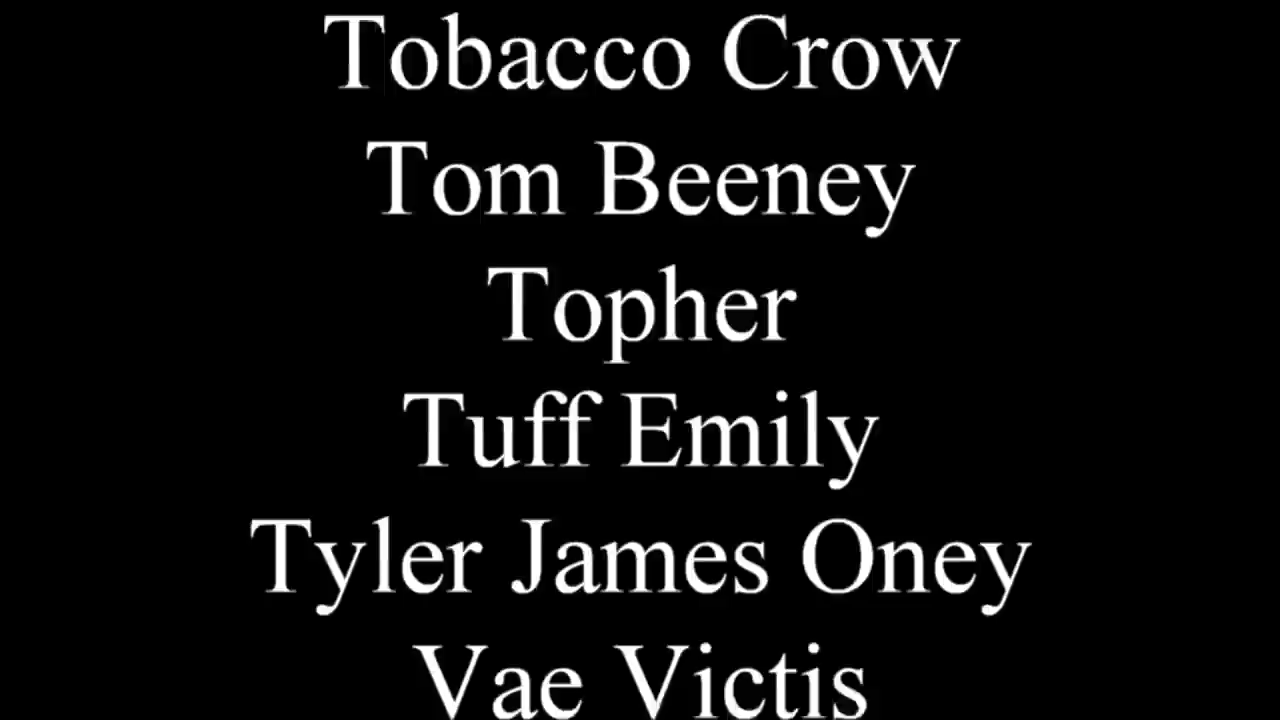 Tobacco Crow
Tom Beeney
Topher
Tuff Emily
Tyler James Oney
Vae Victis